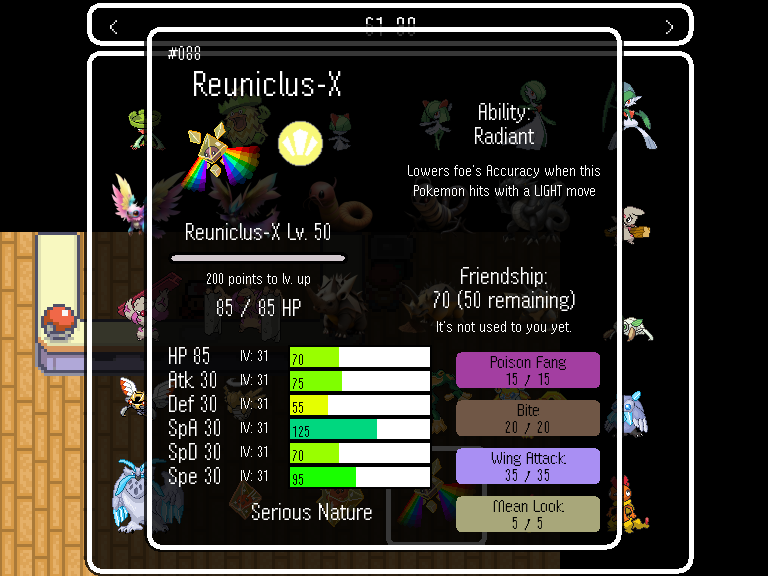 < 61-90 >
#088
Reuniclus-X
Ability:
Radiant
Lowers foe's Accuracy when this
Pokemon hits with a LIGHT move
Reuniclus-X Lv. 50
200 points to lv. up
85 / 85 HP
Friendship:
70 (50 remaining)
It's not used to you yet.
HP 85 IV: 31 70
Atk 30 IV: 31 75
Def 30 IV: 31 55
SpA 30 IV: 31 125
SpD 30 IV: 31 70
Spe 30 IV: 31 95
Serious Nature
Poison Fang
15 / 15
Bite
20 / 20
Wing Attack
35 / 35
Mean Look
5 / 5